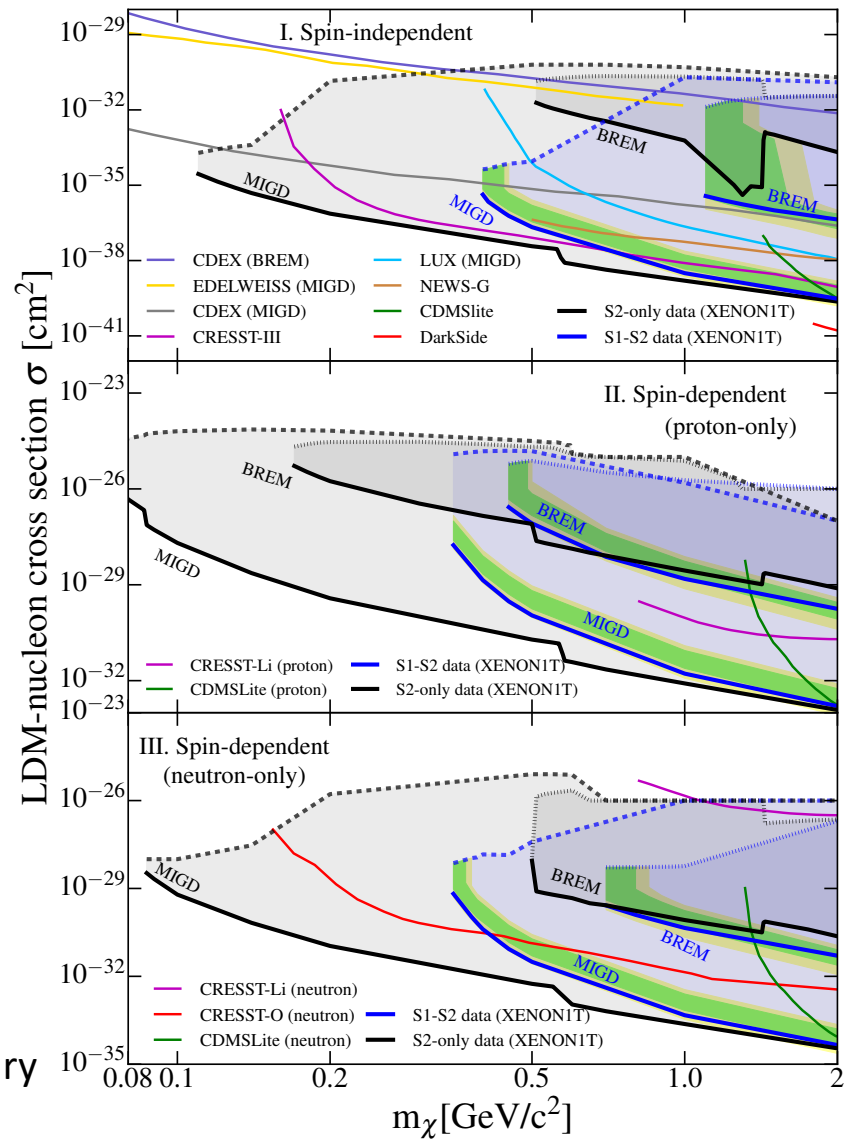 I. Spin-independent
10⁻²⁹
10⁻³²
10⁻³⁵
10⁻³⁸
10⁻⁴¹
BREM
MIGD
MIGD
BREM
CDEX (BREM)
EDELWEISS (MIGD)
CDEX (MIGD)
CRESST-III
LUX (MIGD)
NEWS-G
CDMSlite
DarkSide
S2-only data (XENON1T)
S1-S2 data (XENON1T)
LDM-nucleon cross section σ [cm²]
II. Spin-dependent
(proton-only)
10⁻²³
10⁻²⁶
10⁻²⁹
10⁻³²
BREM
BREM
MIGD
MIGD
CRESST-Li (proton)
CDMSLite (proton)
S1-S2 data (XENON1T)
S2-only data (XENON1T)
III. Spin-dependent
(neutron-only)
10⁻²³
10⁻²⁶
10⁻²⁹
10⁻³²
10⁻³⁵
MIGD
BREM
BREM
MIGD
CRESST-Li (neutron)
CRESST-O (neutron)
CDMSLite (neutron)
S1-S2 data (XENON1T)
S2-only data (XENON1T)
ry
0.08 0.1 0.2 0.5 1.0 2
mᵪ[GeV/c²]